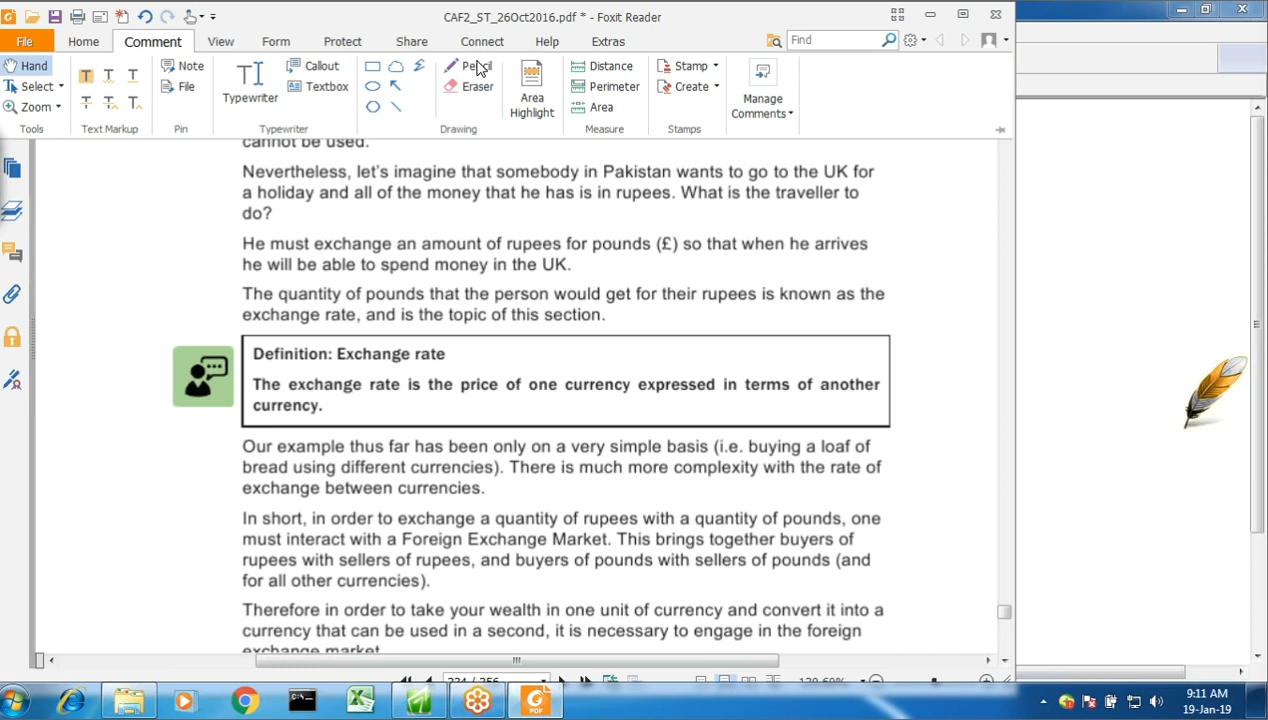 CAF2_ST_26Oct2016.pdf * - Foxit Reader
File Home Comment View Form Protect Share Connect Help Extras Find
Hand
Select
Zoom
Tools
Text Markup
Note
File
Pin
Typewriter
Callout
Textbox
Typewriter
Pencil
Eraser
Drawing
Area
Highlight
Distance
Perimeter
Area
Measure
Stamp
Create
Stamps
Manage
Comments
cannot be used.
Nevertheless, let's imagine that somebody in Pakistan wants to go to the UK for
a holiday and all of the money that he has is in rupees. What is the traveller to
do?
He must exchange an amount of rupees for pounds (£) so that when he arrives
he will be able to spend money in the UK.
The quantity of pounds that the person would get for their rupees is known as the
exchange rate, and is the topic of this section.
Definition: Exchange rate
The exchange rate is the price of one currency expressed in terms of another
currency.
Our example thus far has been only on a very simple basis (i.e. buying a loaf of
bread using different currencies). There is much more complexity with the rate of
exchange between currencies.
In short, in order to exchange a quantity of rupees with a quantity of pounds, one
must interact with a Foreign Exchange Market. This brings together buyers of
rupees with sellers of rupees, and buyers of pounds with sellers of pounds (and
for all other currencies).
Therefore in order to take your wealth in one unit of currency and convert it into a
currency that can be used in a second, it is necessary to engage in the foreign
exchange market.
234 / 256
120.60%
PDF
9:11 AM
19-Jan-19